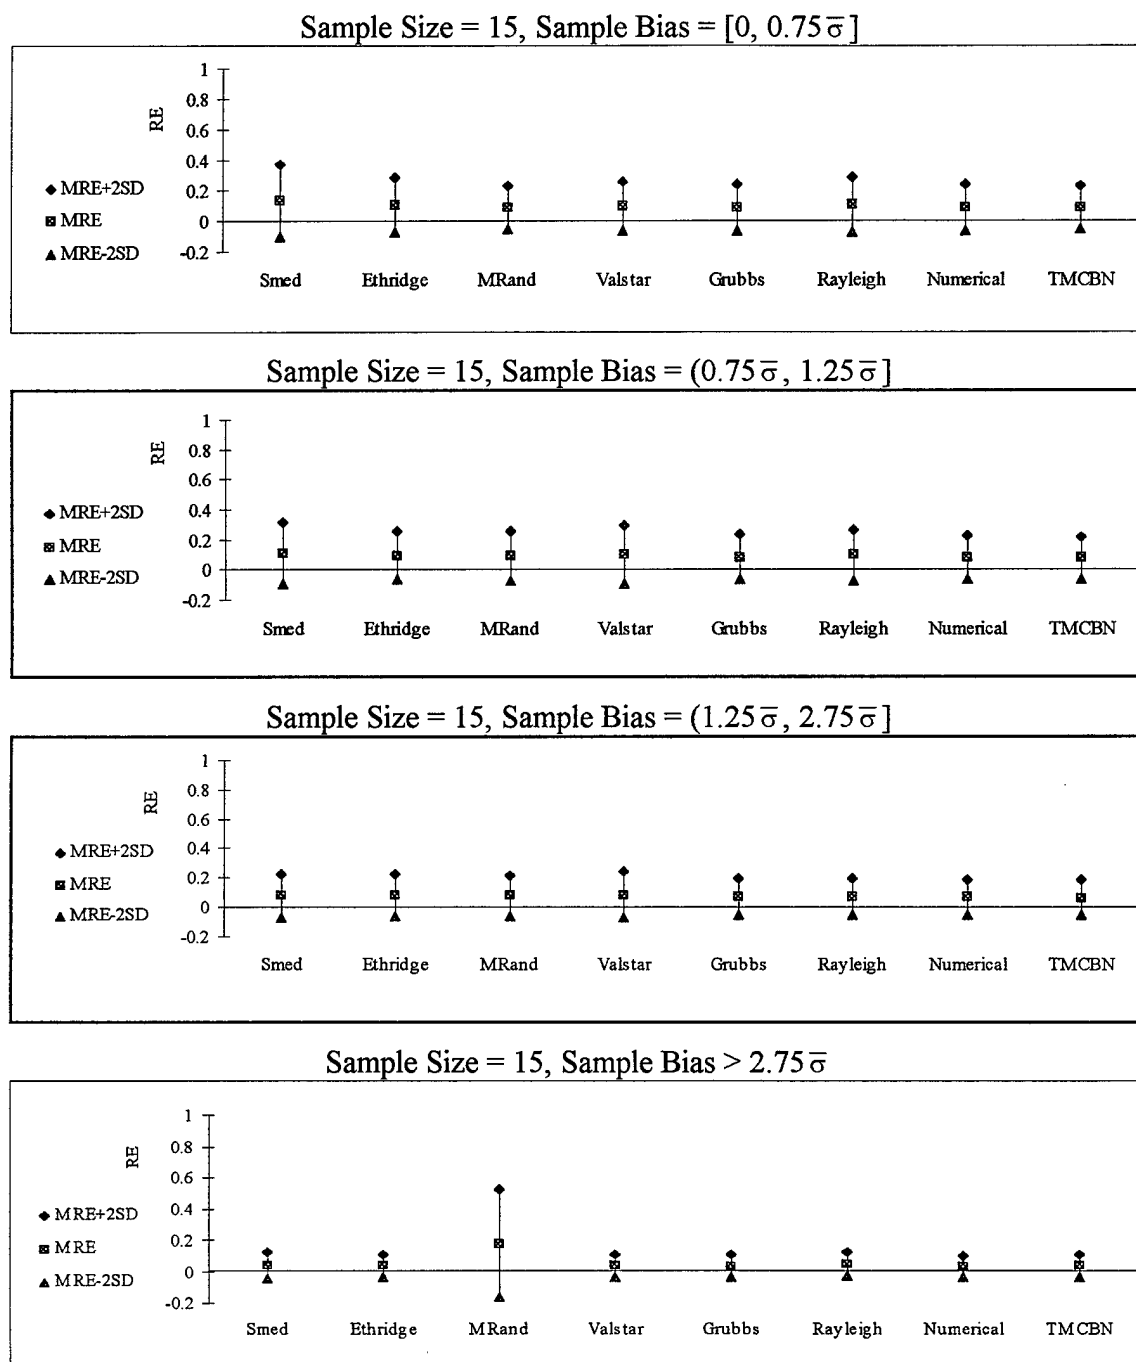 Sample Size = 15, Sample Bias = [0, 0.75σ̅]
RE
1
0.8
0.6
0.4
0.2
0
-0.2
MRE+2SD
MRE
MRE-2SD
Smed Ethridge MRand Valstar Grubbs Rayleigh Numerical TMCBN
Sample Size = 15, Sample Bias = (0.75σ̅, 1.25σ̅]
RE
1
0.8
0.6
0.4
0.2
0
-0.2
MRE+2SD
MRE
MRE-2SD
Smed Ethridge MRand Valstar Grubbs Rayleigh Numerical TMCBN
Sample Size = 15, Sample Bias = (1.25σ̅, 2.75σ̅]
RE
1
0.8
0.6
0.4
0.2
0
-0.2
MRE+2SD
MRE
MRE-2SD
Smed Ethridge MRand Valstar Grubbs Rayleigh Numerical TMCBN
Sample Size = 15, Sample Bias > 2.75σ̅
RE
1
0.8
0.6
0.4
0.2
0
-0.2
MRE+2SD
MRE
MRE-2SD
Smed Ethridge MRand Valstar Grubbs Rayleigh Numerical TMCBN